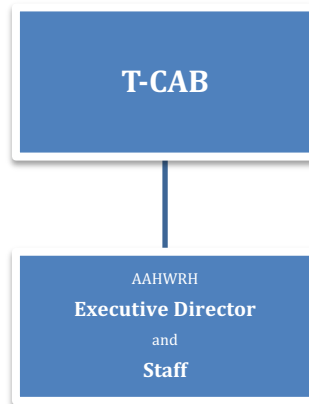 T-CAB
AAHWRH
Executive Director
and
Staff